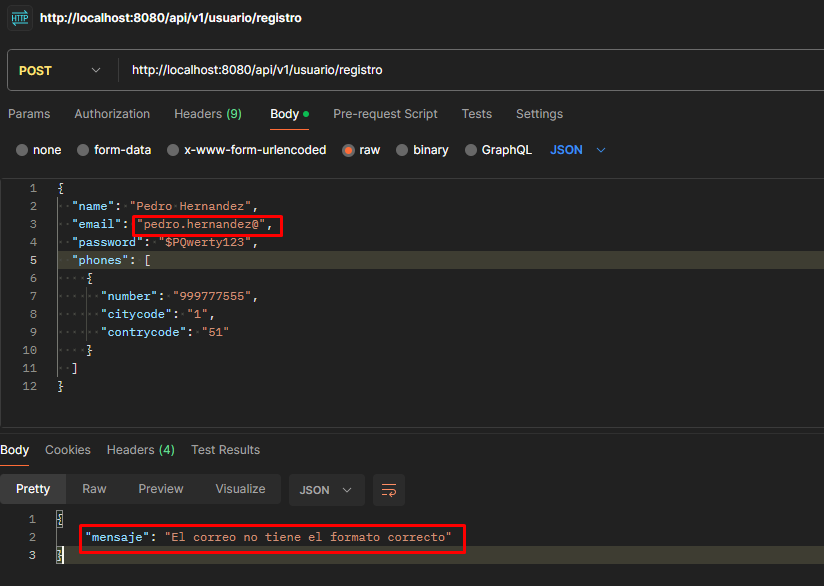 HTTP http://localhost:8080/api/v1/usuario/registro
POST http://localhost:8080/api/v1/usuario/registro
Params Authorization Headers (9) Body Pre-request Script Tests Settings
none form-data x-www-form-urlencoded raw binary GraphQL JSON
1 {
2 "name": "Pedro Hernandez",
3 "email": "pedro.hernandez@",
4 "password": "$PQwerty123",
5 "phones": [
6 {
7 "number": "999777555",
8 "citycode": "1",
9 "contrycode": "51"
10 }
11 ]
12 }
Body Cookies Headers (4) Test Results
Pretty Raw Preview Visualize JSON
1 {
2 "mensaje": "El correo no tiene el formato correcto"
3 }